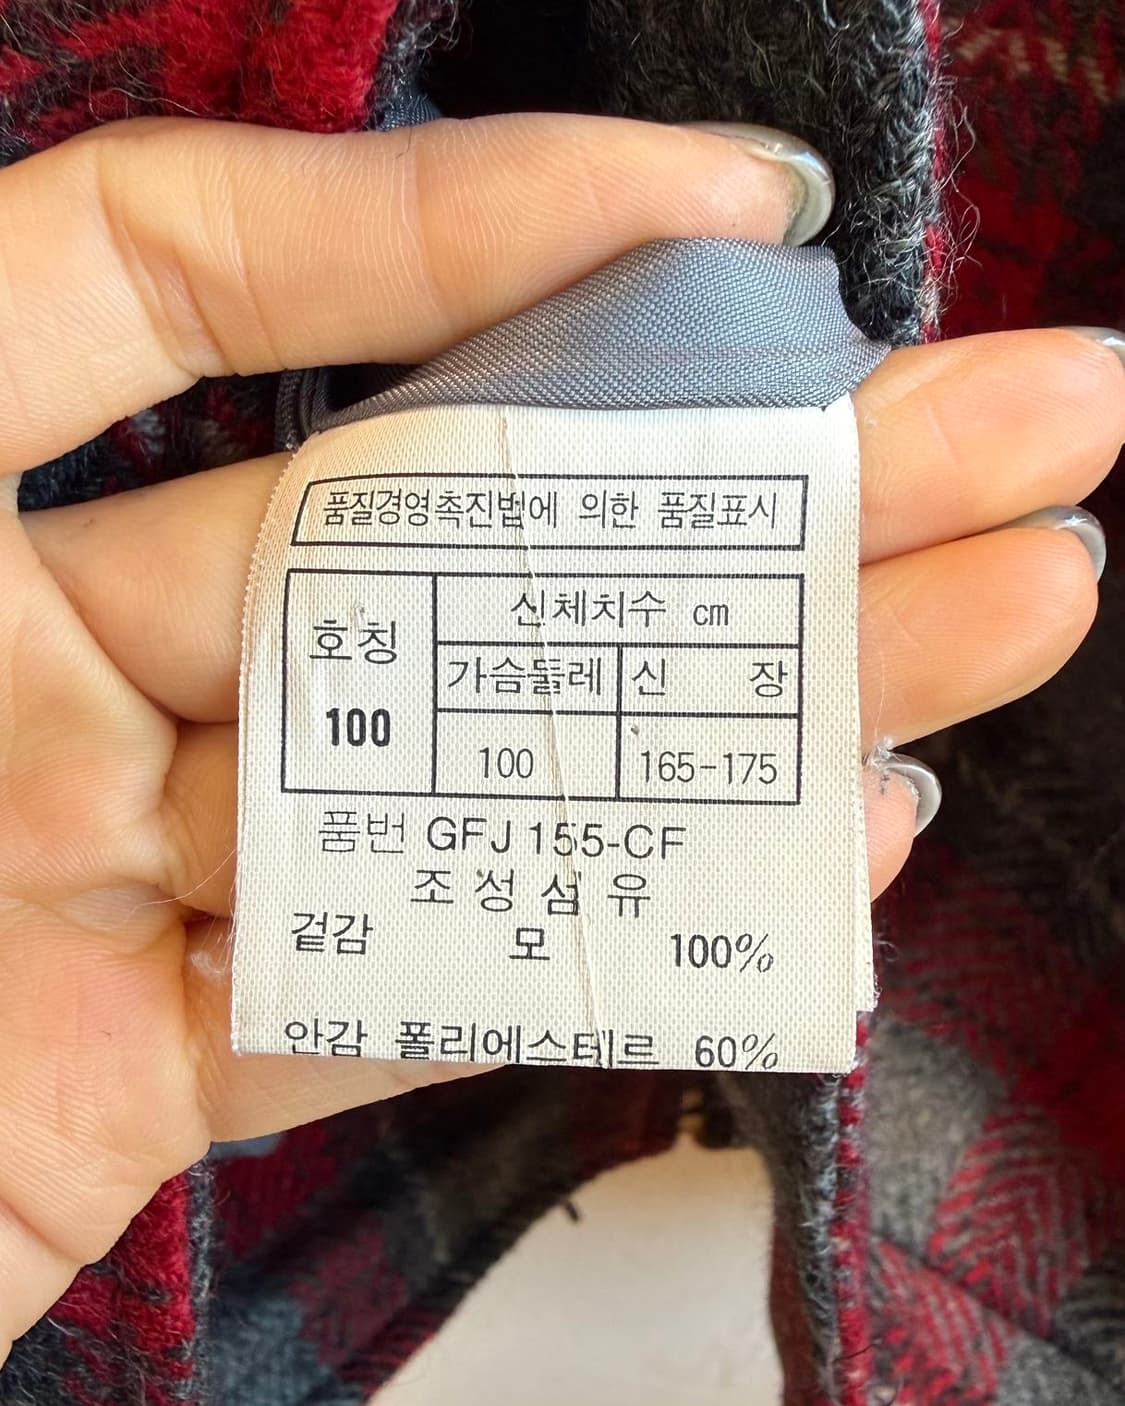 품질경영촉진법에 의한 품질표시
호칭 100
신체치수 cm
가슴둘레 신 장
100 165-175
품번 GFJ 155-CF
조 성 섬 유
겉감 모 100%
안감 폴리에스테르 60%